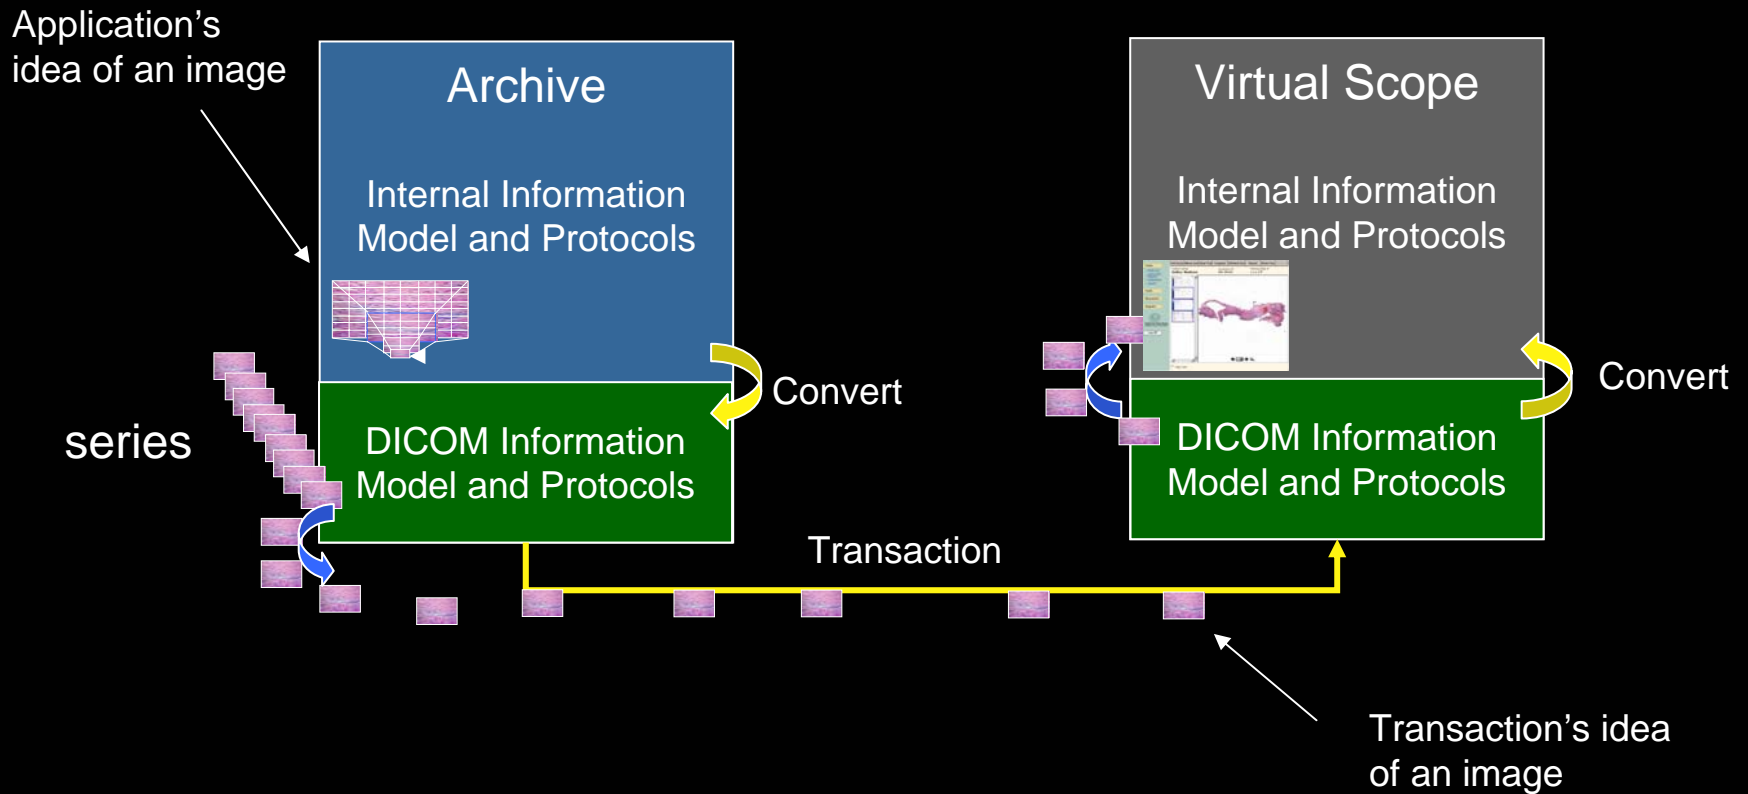 Application’s
idea of an image
Archive
Internal Information
Model and Protocols
Convert
series
DICOM Information
Model and Protocols
Transaction
Virtual Scope
Internal Information
Model and Protocols
Convert
DICOM Information
Model and Protocols
Transaction’s idea
of an image